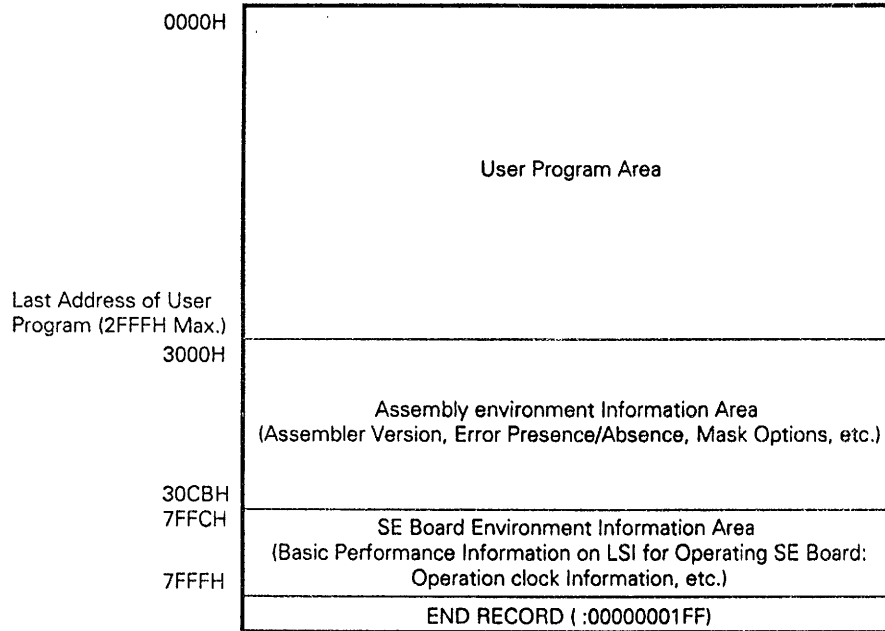 0000H
User Program Area
Last Address of User
Program (2FFFH Max.)
3000H
Assembly environment Information Area
(Assembler Version, Error Presence/Absence, Mask Options, etc.)
30CBH
7FFCH
SE Board Environment Information Area
(Basic Performance Information on LSI for Operating SE Board:
Operation clock Information, etc.)
7FFFH
END RECORD ( :00000001FF)